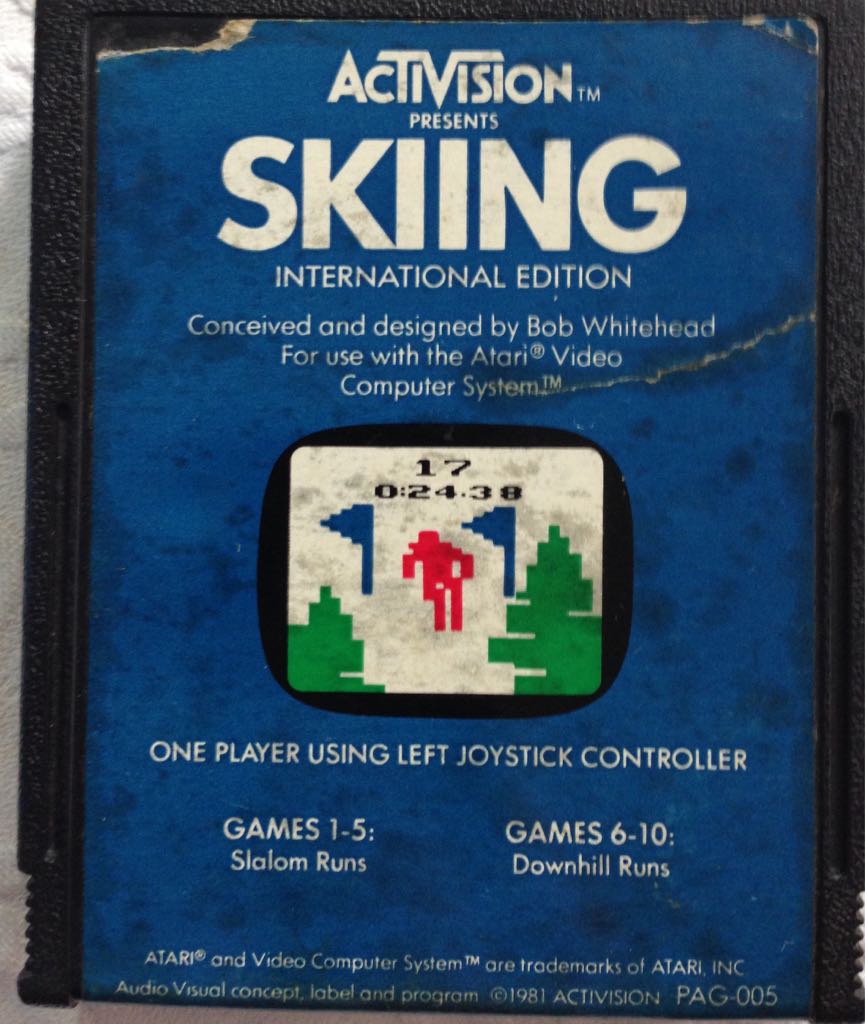 ACTIVISION™
PRESENTS
SKIING
INTERNATIONAL EDITION
Conceived and designed by Bob Whitehead
For use with the Atari® Video
Computer System™
17
0:24.38
ONE PLAYER USING LEFT JOYSTICK CONTROLLER
GAMES 1-5:
Slalom Runs
GAMES 6-10:
Downhill Runs
ATARI® and Video Computer System™ are trademarks of ATARI, INC
Audio Visual concept, label and program ©1981 ACTIVISION PAG-005